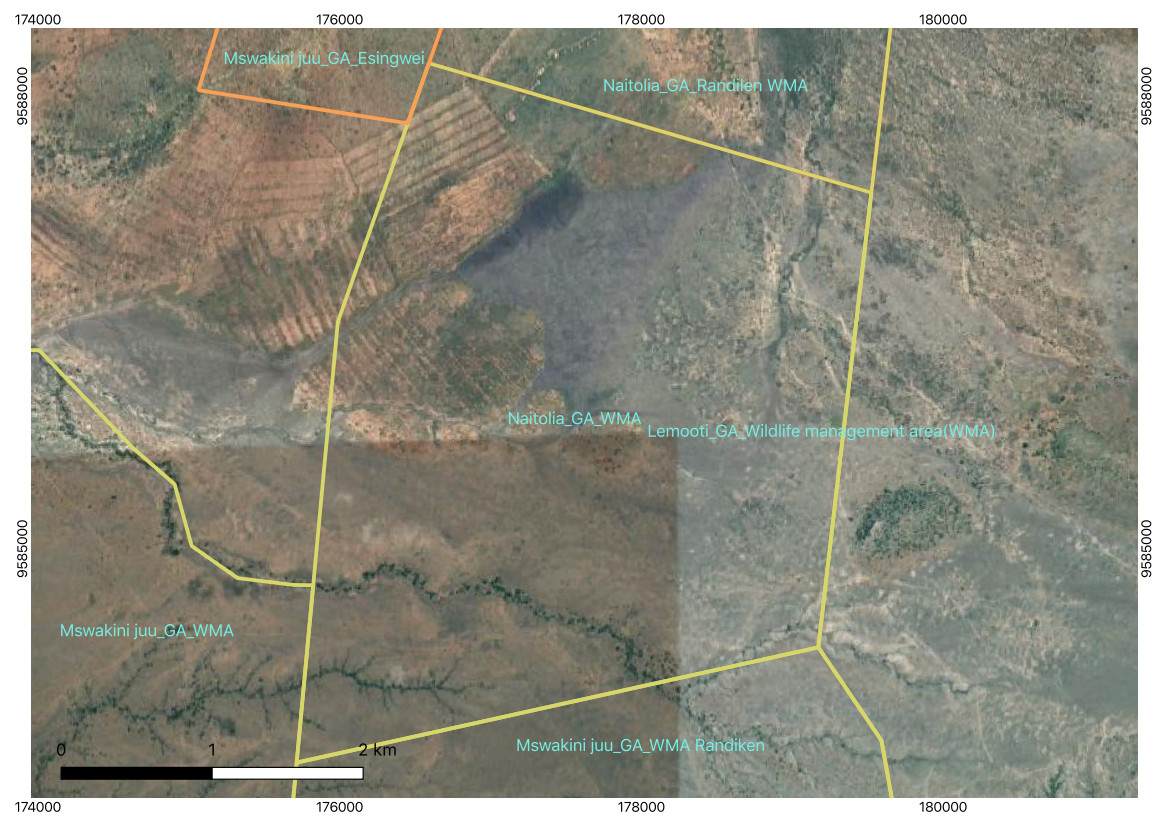 174000 176000 178000 180000
9588000
9588000
Mswakini juu_GA_Esingwei
Naitolia_GA_Randilen WMA
Naitolia_GA_WMA
Lemooti_GA_Wildlife management area(WMA)
9585000
9585000
Mswakini juu_GA_WMA
Mswakini juu_GA_WMA Randiken
0 1 2 km
174000 176000 178000 180000